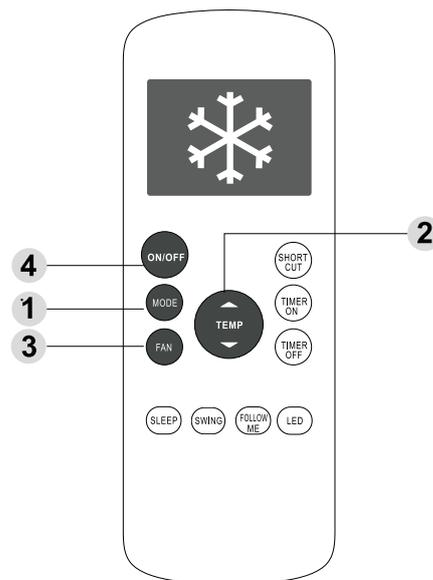 2
ON/OFF
SHORT
CUT
4
MODE
TIMER
ON
1
TEMP
3
FAN
TIMER
OFF
SLEEP
SWING
FOLLOW
ME
LED